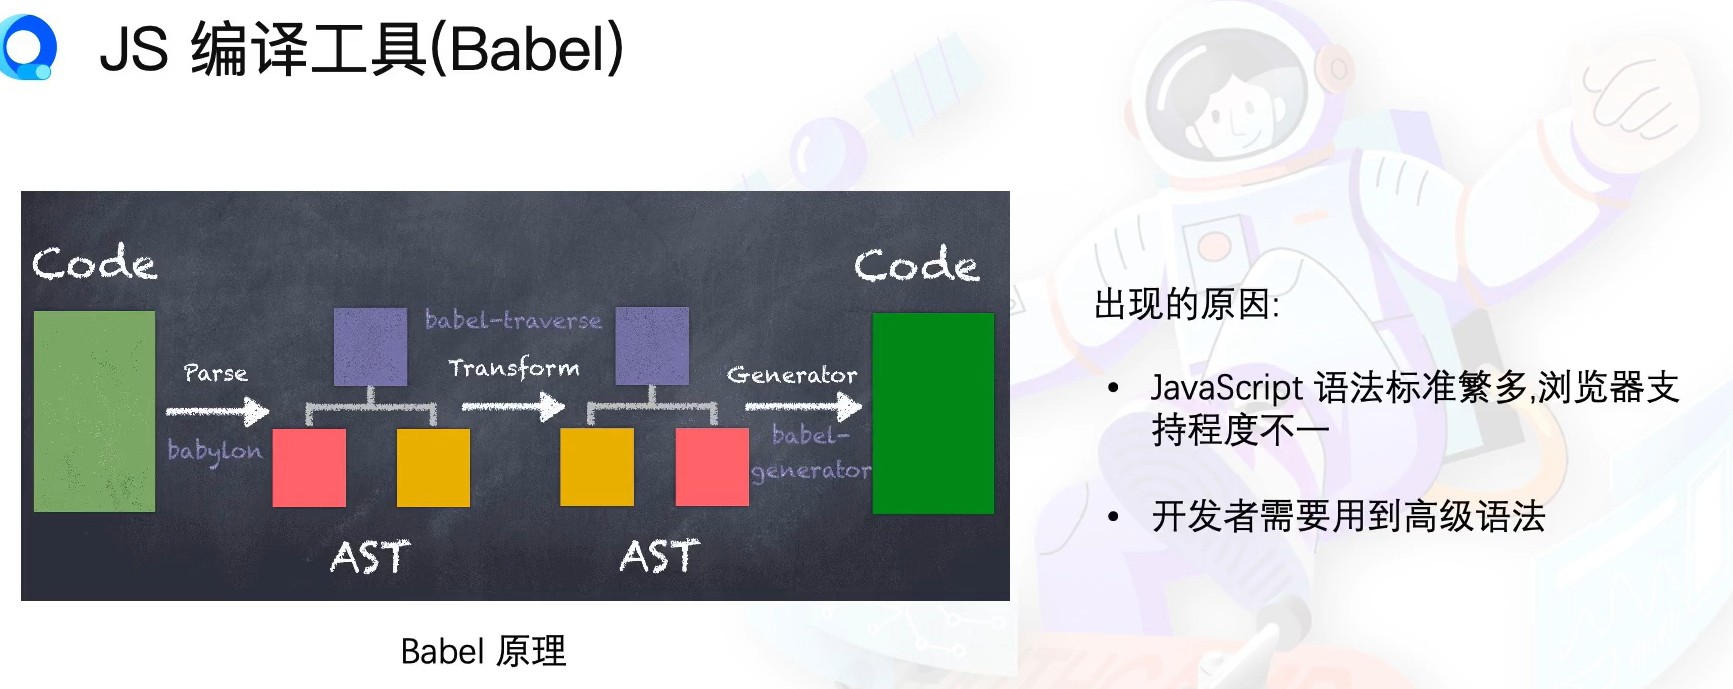 JS 编译工具(Babel)
Code
Code
babel-traverse
Parse
Transform
Generator
babylon
babel-
generator
AST
AST
Babel 原理
出现的原因:
• JavaScript 语法标准繁多,浏览器支
持程度不一
• 开发者需要用到高级语法